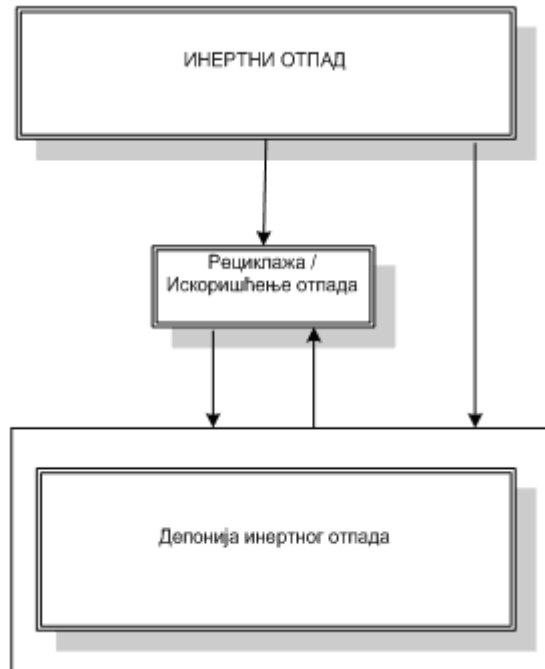 ИНЕРТНИ ОТПАД
Рециклажа /
Искоришћење отпада
Депонија инертног отпада